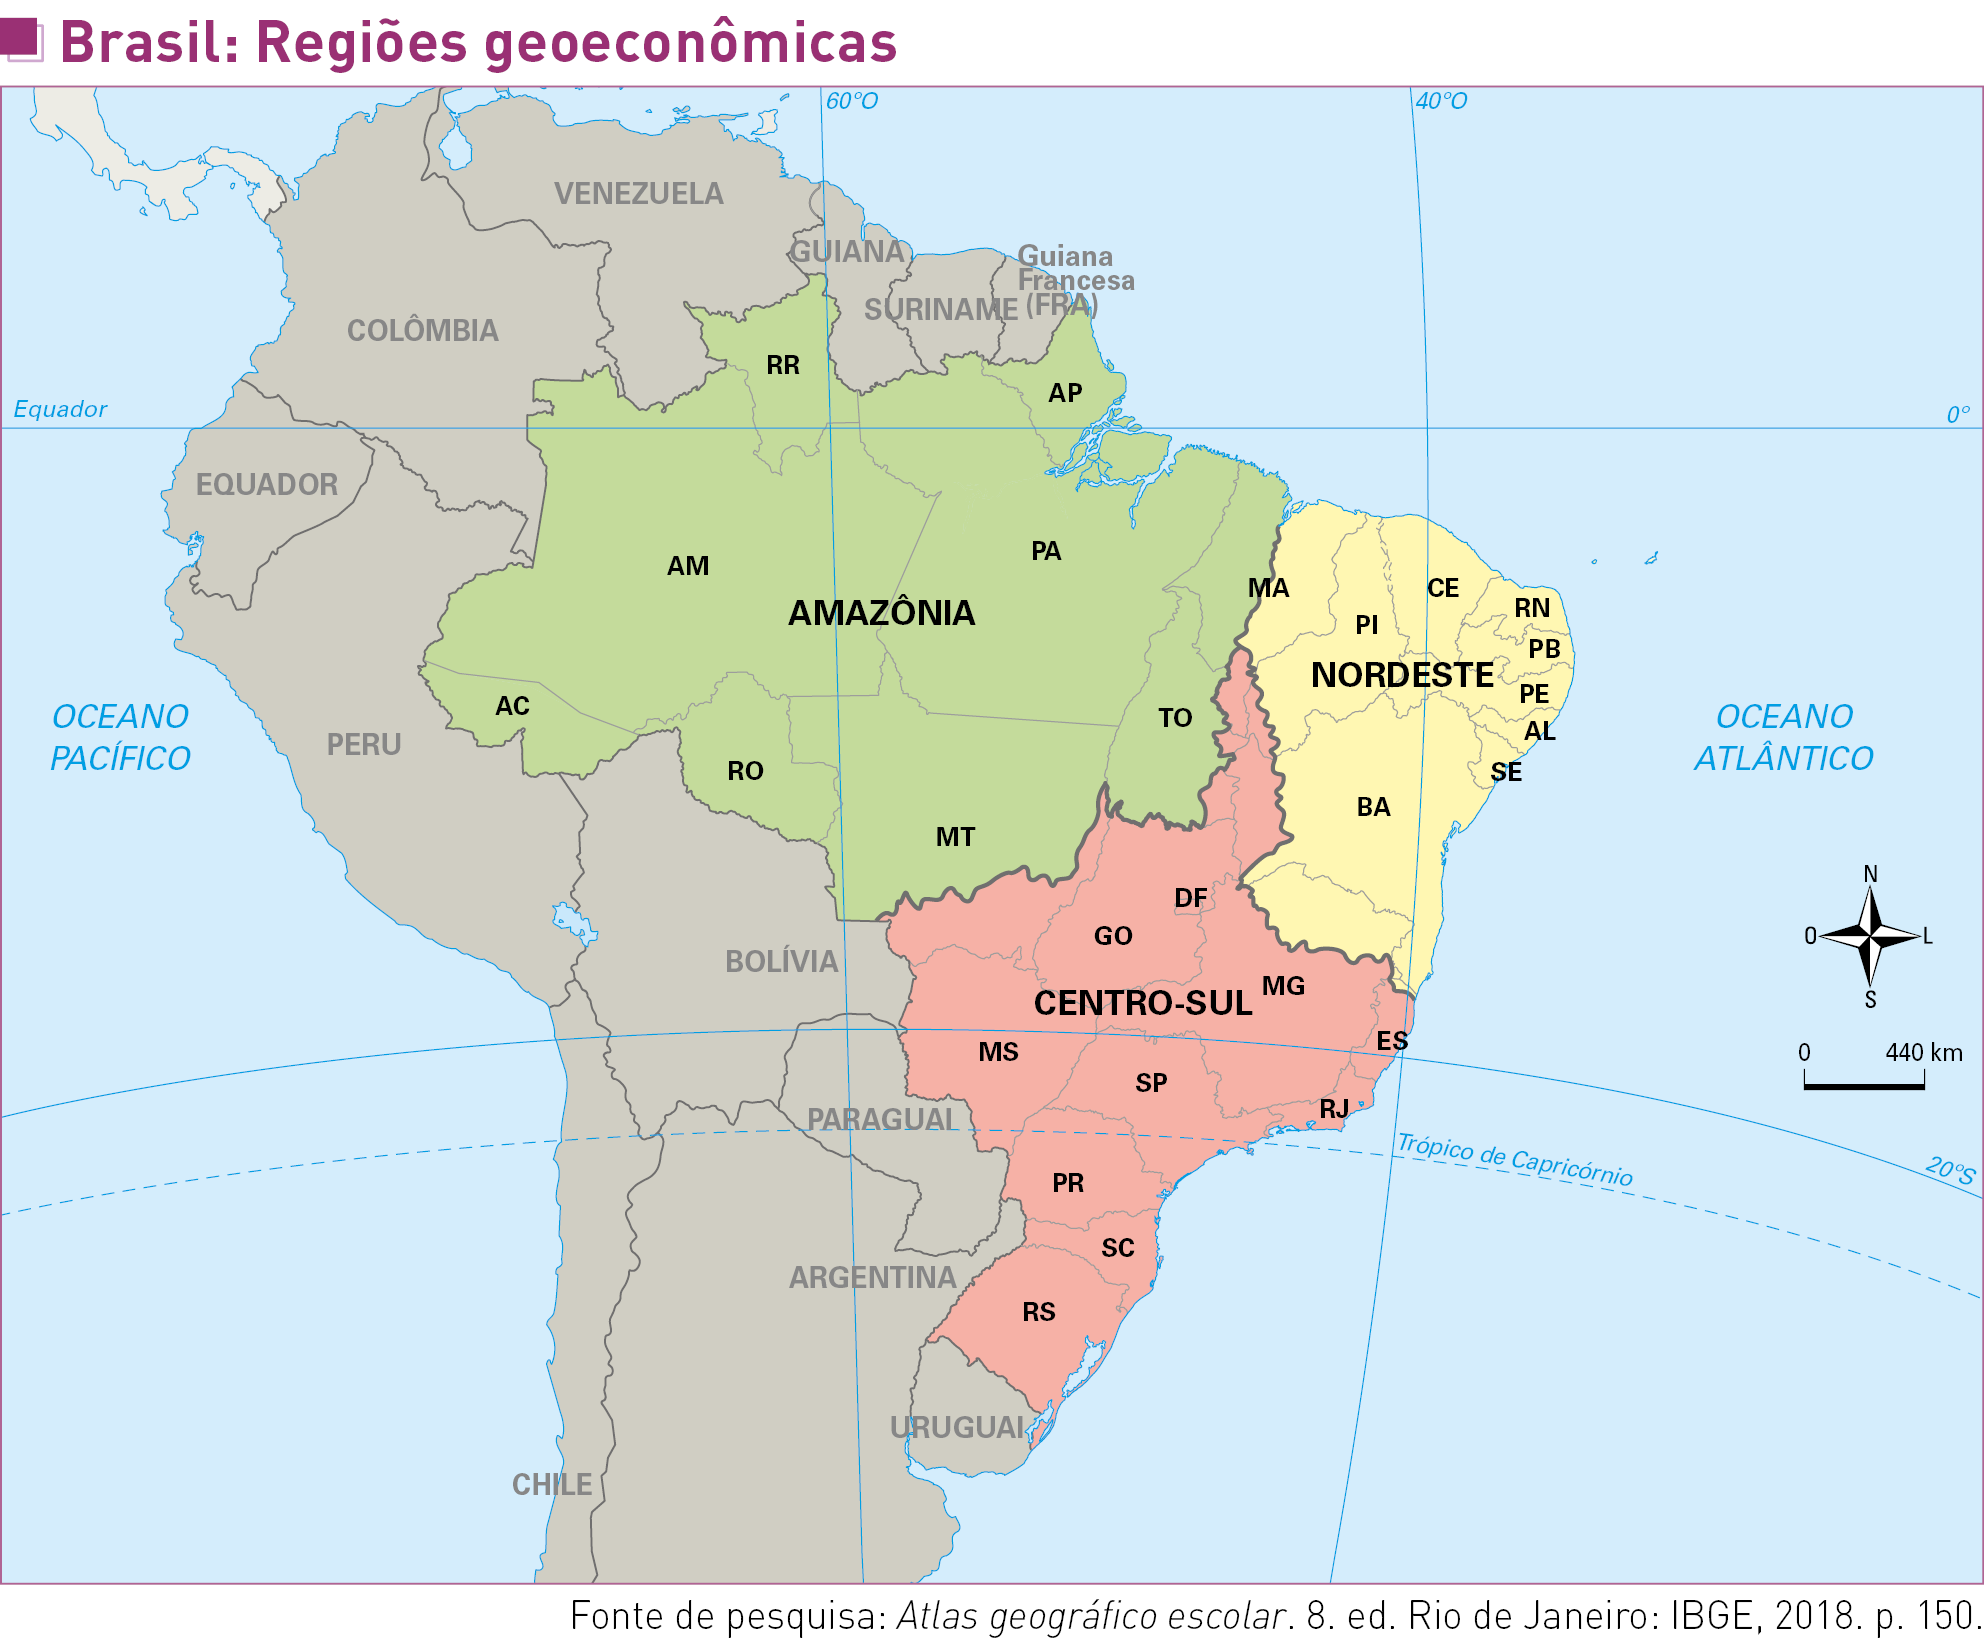 Brasil: Regiões geoeconômicas
60°O
40°O
VENEZUELA
GUIANA
Guiana
Francesa
(FRA)
SURINAME
COLÔMBIA
RR
AP
Equador
0°
EQUADOR
AM
PA
MA
CE
RN
PI
PB
AMAZÔNIA
NORDESTE
PE
AC
TO
AL
OCEANO
PACÍFICO
OCEANO
ATLÂNTICO
PERU
RO
SE
BA
MT
N
O
L
S
DF
GO
BOLÍVIA
MG
CENTRO-SUL
ES
MS
0
440 km
SP
RJ
PARAGUAI
Trópico de Capricórnio
20°S
PR
SC
ARGENTINA
RS
URUGUAI
CHILE
Fonte de pesquisa: Atlas geográfico escolar. 8. ed. Rio de Janeiro: IBGE, 2018. p. 150.